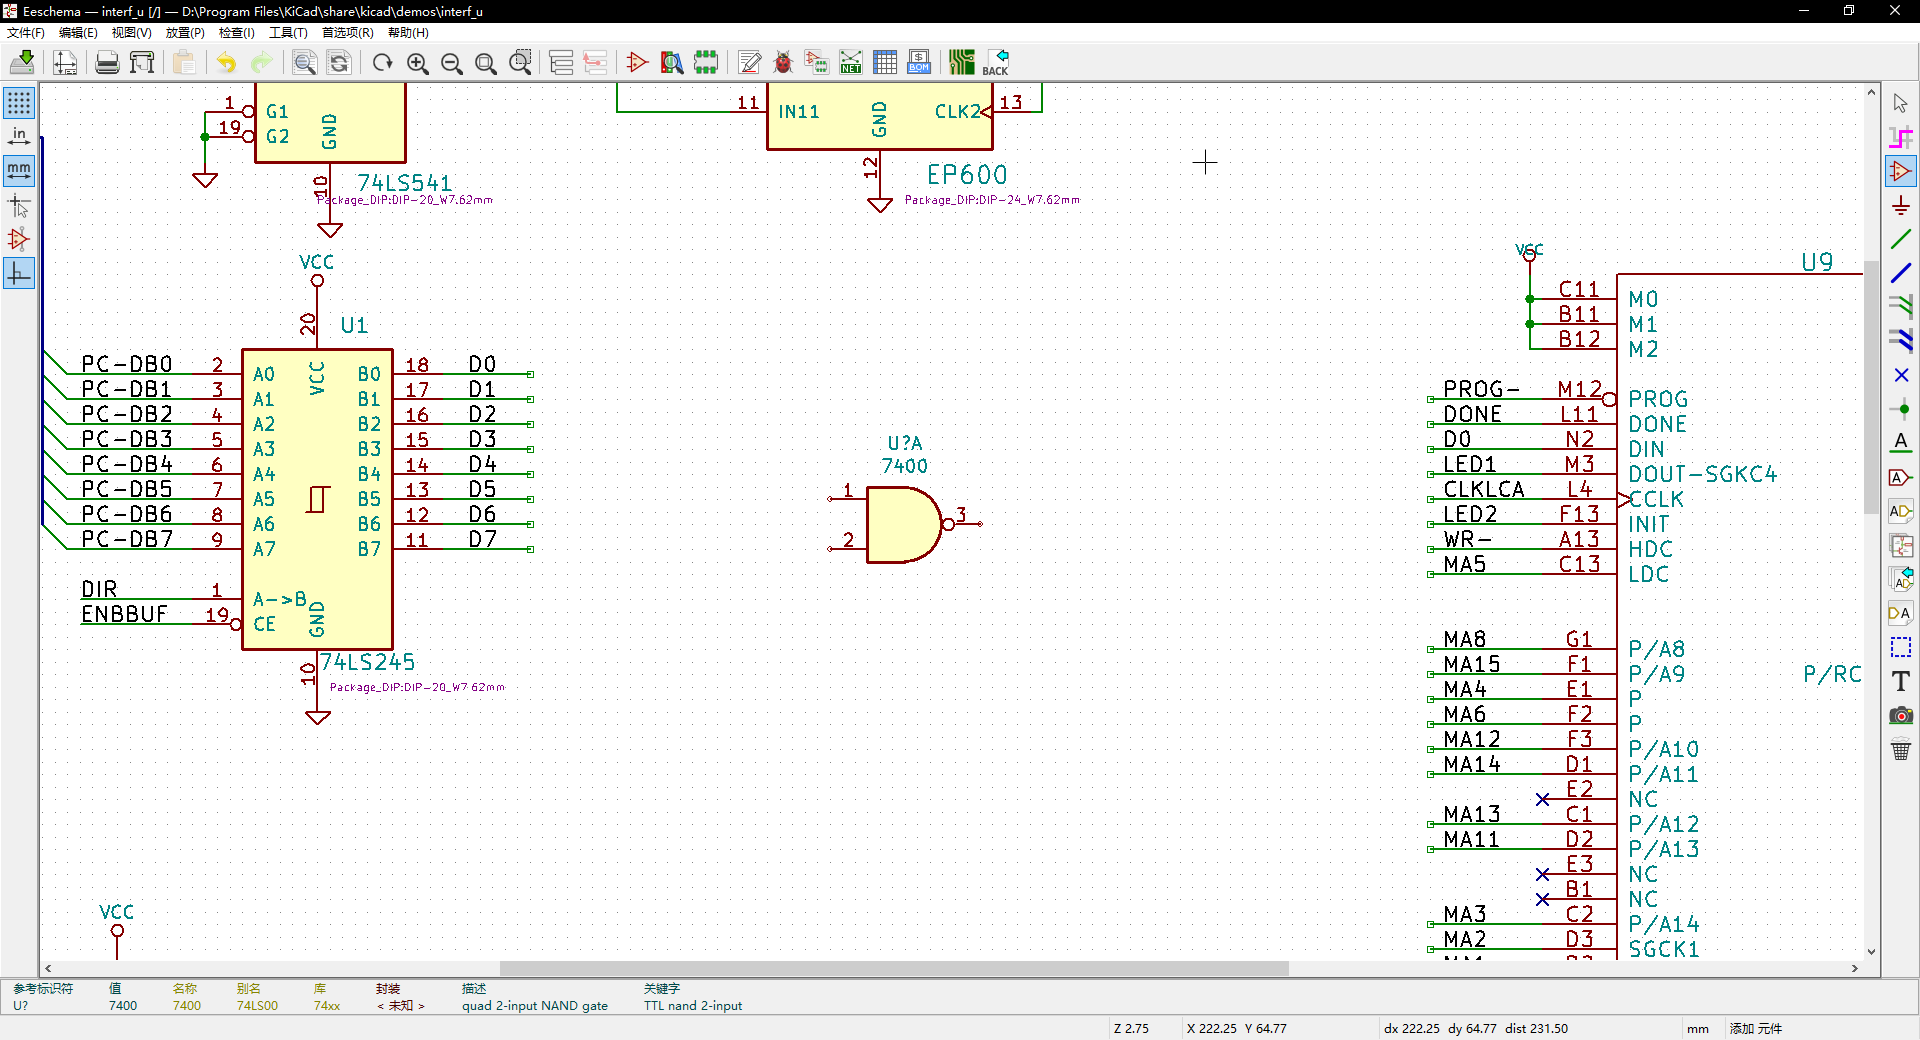 Eeschema — interf_u [/] — D:\Program Files\KiCad\share\kicad\demos\interf_u
文件(F) 编辑(E) 视图(V) 放置(P) 检查(I) 工具(T) 首选项(R) 帮助(H)
NET
BOM
BACK
in
mm
1 G1
19 G2
GND
10
74LS541
Package_DIP:DIP-20_W7.62mm
11 IN11
GND
CLK2 13
12
EP600
Package_DIP:DIP-24_W7.62mm
VCC
20
U1
VCC
PC-DB0 2 A0 B0 18 D0
PC-DB1 3 A1 B1 17 D1
PC-DB2 4 A2 B2 16 D2
PC-DB3 5 A3 B3 15 D3
PC-DB4 6 A4 B4 14 D4
PC-DB5 7 A5 B5 13 D5
PC-DB6 8 A6 B6 12 D6
PC-DB7 9 A7 B7 11 D7
DIR 1 A->B
ENBBUF 19 CE
GND
10
74LS245
Package_DIP:DIP-20_W7.62mm
VCC
U?A
7400
1
2
3
VCC
U9
C11 M0
B11 M1
B12 M2
PROG- M12 PROG
DONE L11 DONE
D0 N2 DIN
LED1 M3 DOUT-SGKC4
CLKLCA L4 CCLK
LED2 F13 INIT
WR- A13 HDC
MA5 C13 LDC
MA8 G1 P/A8
MA15 F1 P/A9
P/RC
MA4 E1 P
MA6 F2 P
MA12 F3 P/A10
MA14 D1 P/A11
E2 NC
MA13 C1 P/A12
MA11 D2 P/A13
E3 NC
B1 NC
MA3 C2 P/A14
MA2 D3 SGCK1
A
A
AD
AD
DA
T
参考标识符 值 名称 别名 库 封装 描述 关键字
U? 7400 7400 74LS00 74xx < 未知 > quad 2-input NAND gate TTL nand 2-input
Z 2.75 X 222.25 Y 64.77 dx 222.25 dy 64.77 dist 231.50 mm 添加 元件